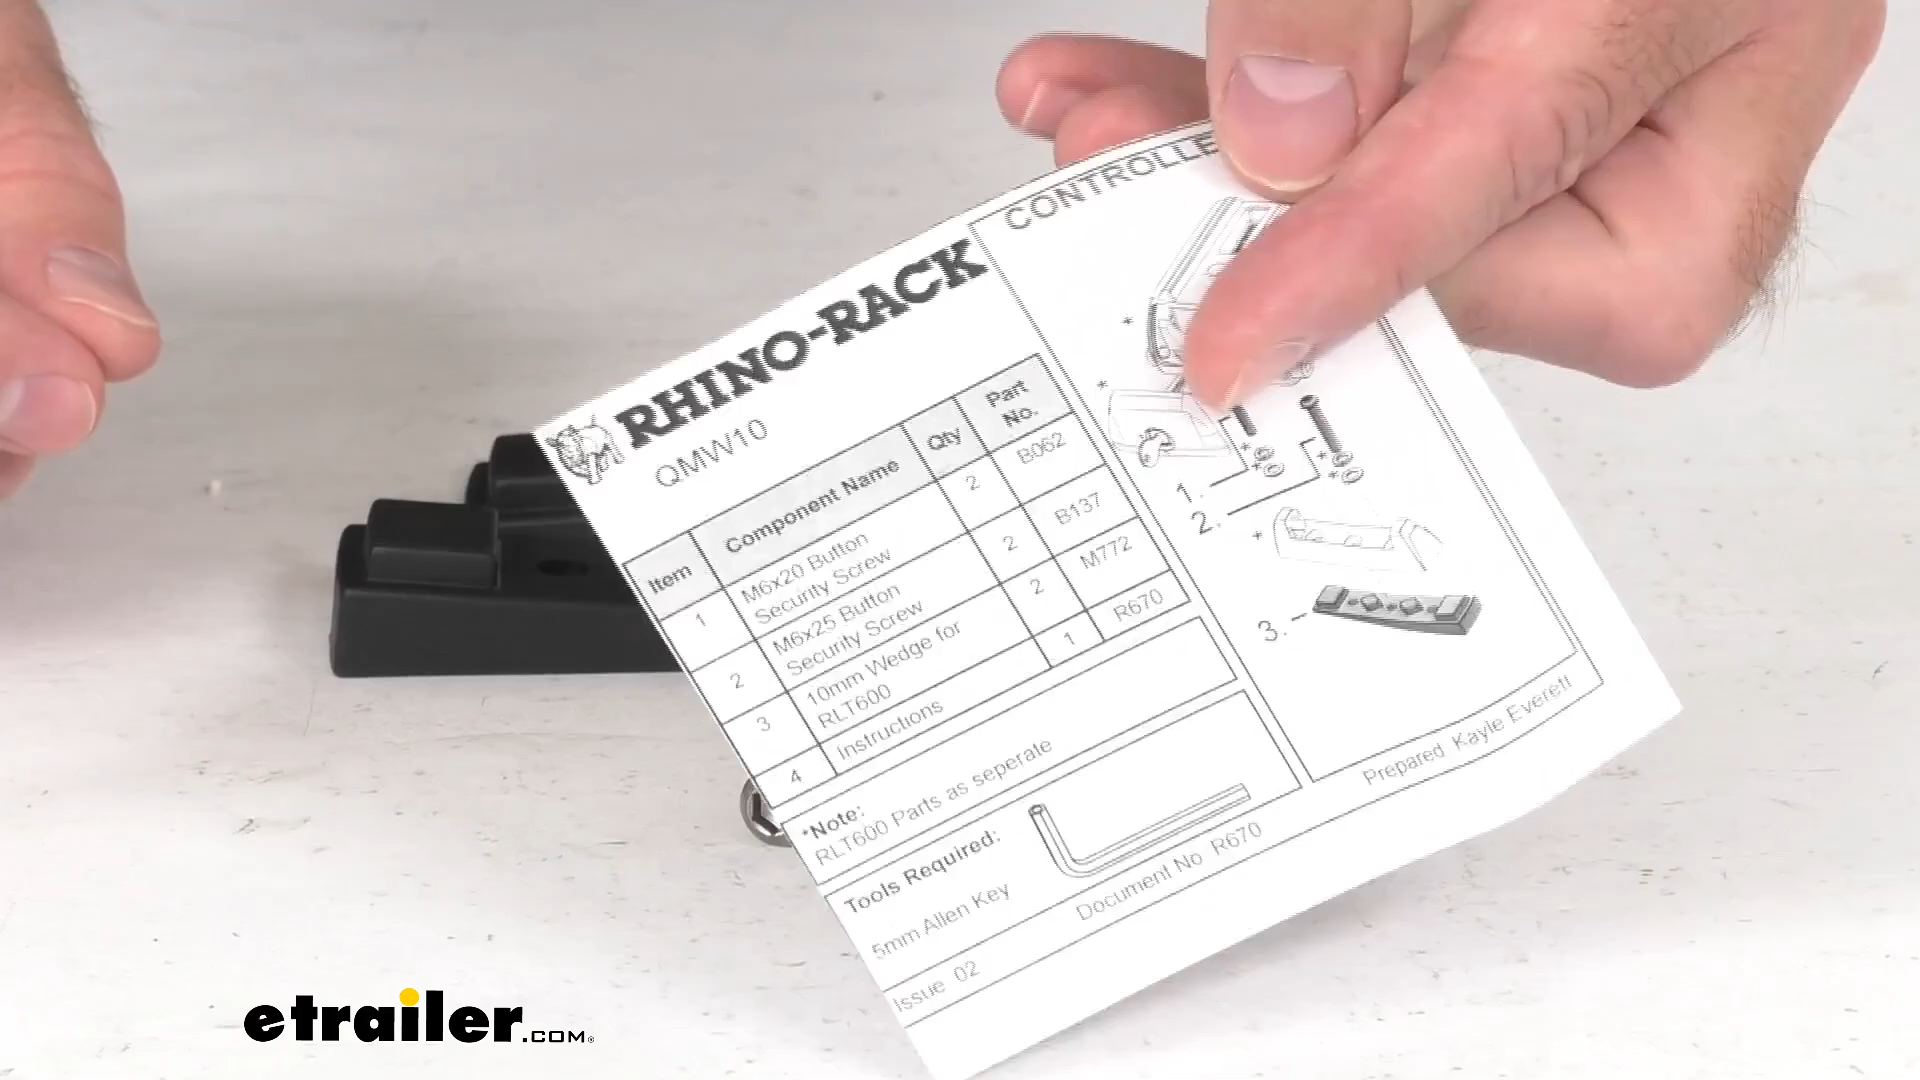 CONTROLLE
RHINO-RACK
QMW10
Item Component Name Qty Part No.
1 M6x20 Button Security Screw 2 B062
2 M6x25 Button Security Screw 2 B137
3 10mm Wedge for RLT600 2 M772
4 Instructions 1 R670
*Note:
RLT600 Parts as seperate
Tools Required:
5mm Allen Key
Issue 02
Document No R670
Prepared Kayle Everett
*
*
1.
2.
*
*
*
3.
etrailer.COM